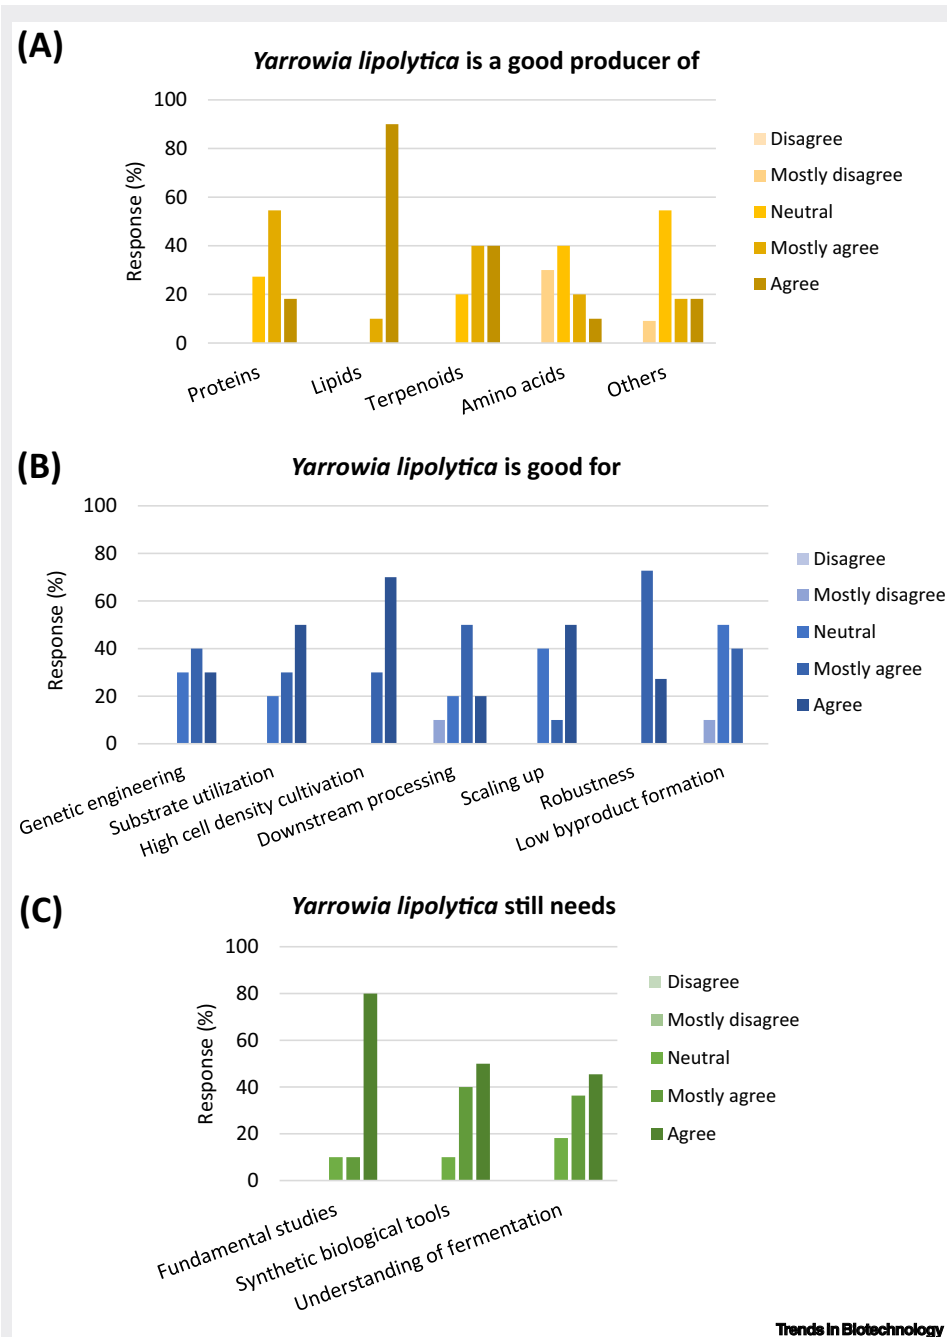 (A)
Yarrowia lipolytica is a good producer of
Response (%)
100
80
60
40
20
0
Proteins
Lipids
Terpenoids
Amino acids
Others
Disagree
Mostly disagree
Neutral
Mostly agree
Agree
(B)
Yarrowia lipolytica is good for
Response (%)
100
80
60
40
20
0
Genetic engineering
Substrate utilization
High cell density cultivation
Downstream processing
Scaling up
Robustness
Low byproduct formation
Disagree
Mostly disagree
Neutral
Mostly agree
Agree
(C)
Yarrowia lipolytica still needs
Response (%)
100
80
60
40
20
0
Fundamental studies
Synthetic biological tools
Understanding of fermentation
Disagree
Mostly disagree
Neutral
Mostly agree
Agree
Trends in Biotechnology